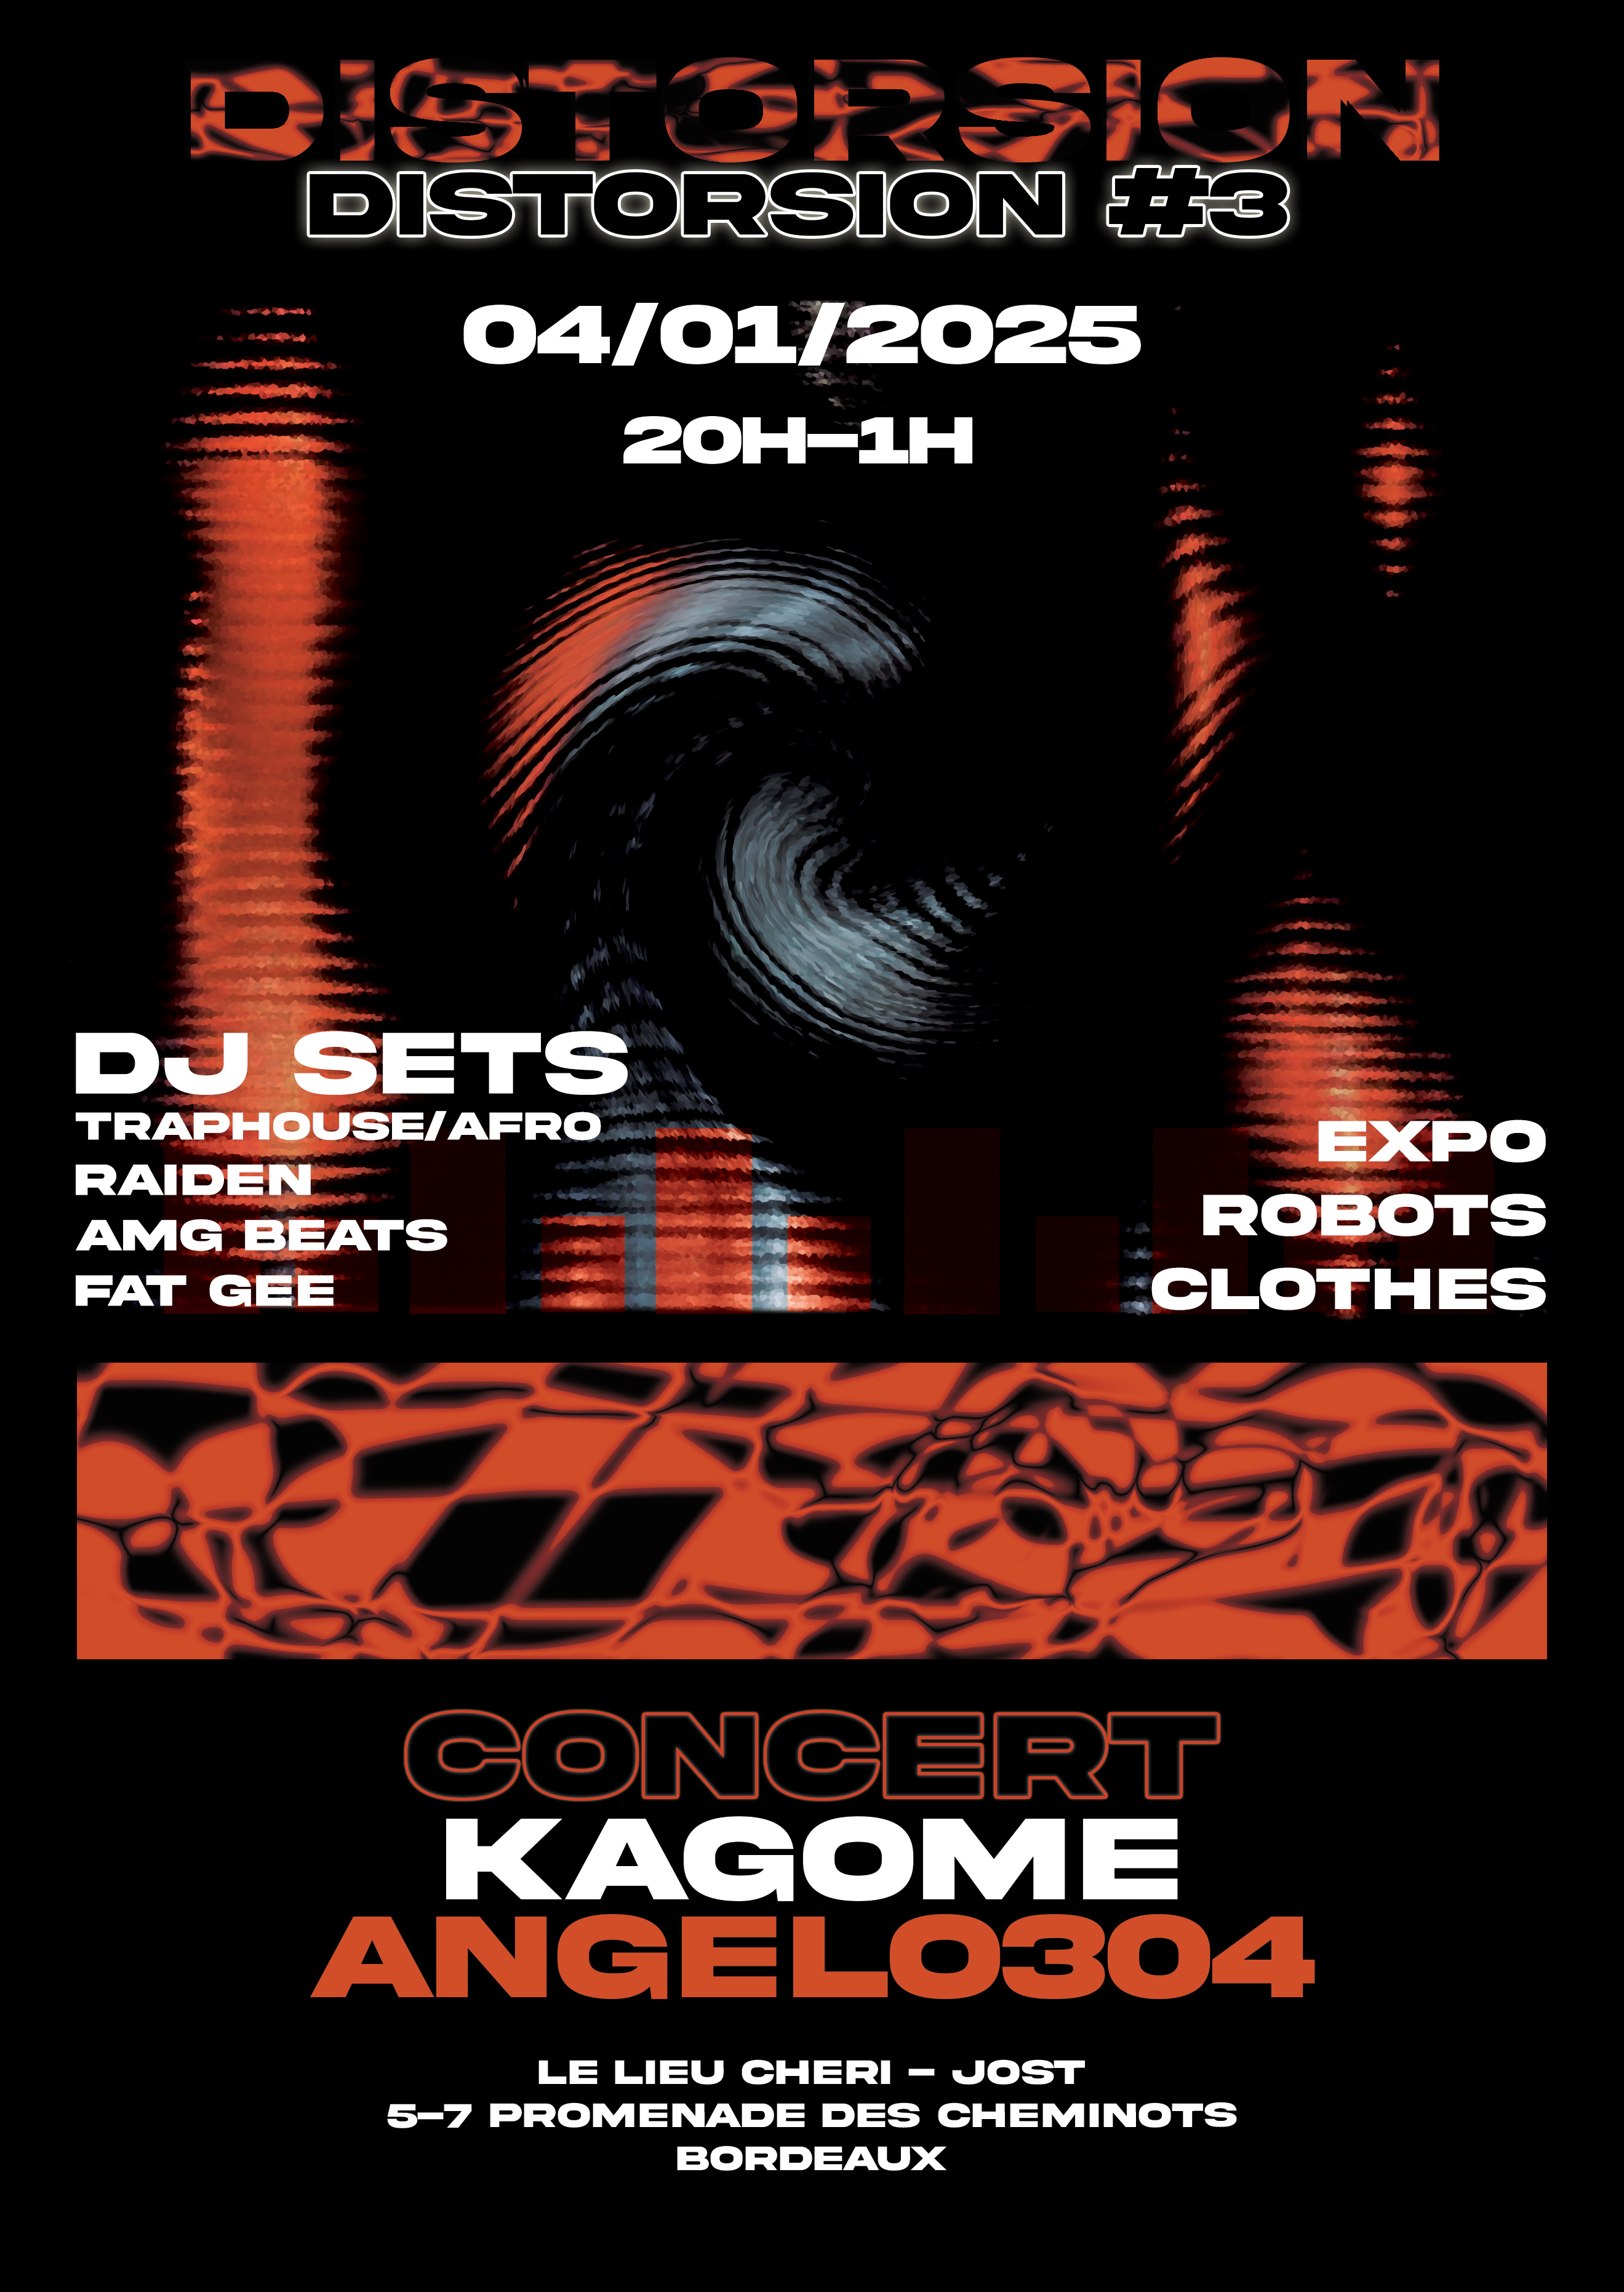 DISTORSION
DISTORSION #3
04/01/2025
20H-1H
DJ SETS
TRAPHOUSE/AFRO
RAIDEN
AMG BEATS
FAT GEE
EXPO
ROBOTS
CLOTHES
CONCERT
KAGOME
ANGELO304
LE LIEU CHERI - JOST
5-7 PROMENADE DES CHEMINOTS
BORDEAUX